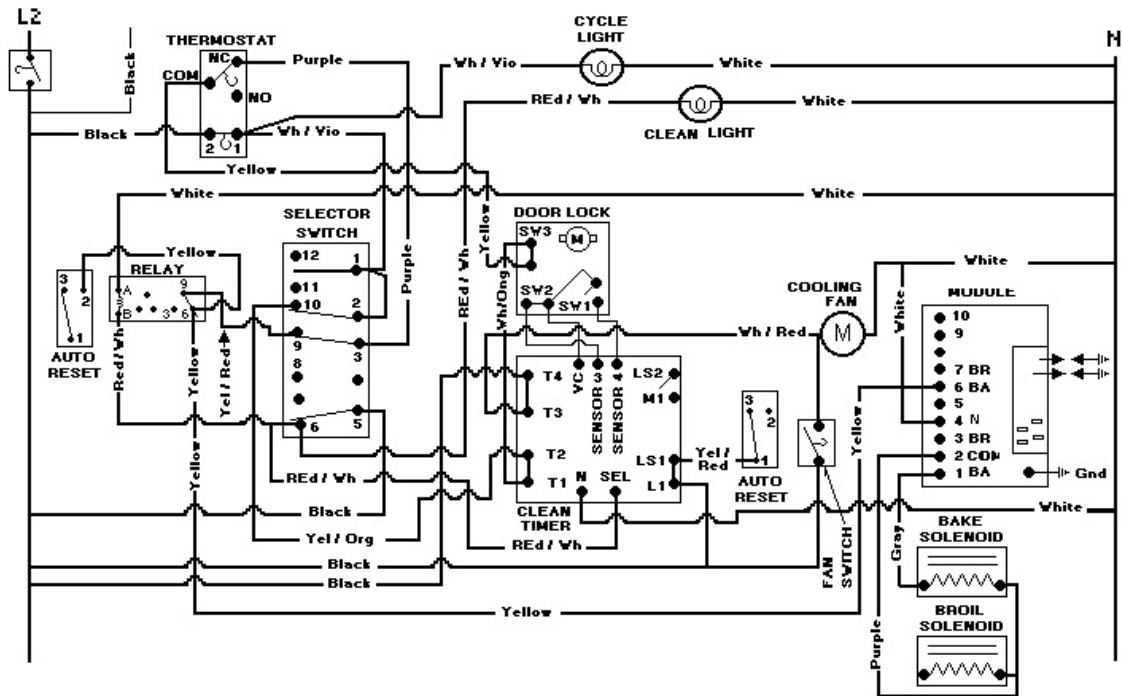 L2
N
CYCLE
LIGHT
THERMOSTAT
NC
COM
NO
2 1
Black
Purple
Wh / Vio
White
REd / Wh
White
CLEAN LIGHT
Black
Wh / Vio
Yellow
White
White
SELECTOR
SWITCH
12
1
11
10
2
9
3
8
6
5
Yellow
RELAY
A
B
9
3
6
3
2
1
AUTO
RESET
Red/Wh
Yellow
Yel / Red
Purple
REd / Wh
Yellow
DOOR LOCK
SW3
M
SW2
SW1
Wh/Ong
COOLING
FAN
M
White
White
Wh / Red
T4
T3
T2
T1
VC
SENSOR 3
SENSOR 4
LS2
M1
LS1
L1
N
SEL
CLEAN
TIMER
Yel /
Red
3
2
1
AUTO
RESET
Yellow
FAN
SWITCH
MODULE
10
9
7 BR
6 BA
5
4 N
3 BR
2 CON
1 BA
Gnd
REd / Wh
Black
Yel / Org
REd / Wh
White
Black
Black
Yellow
Gray
Purple
BAKE
SOLENOID
BROIL
SOLENOID